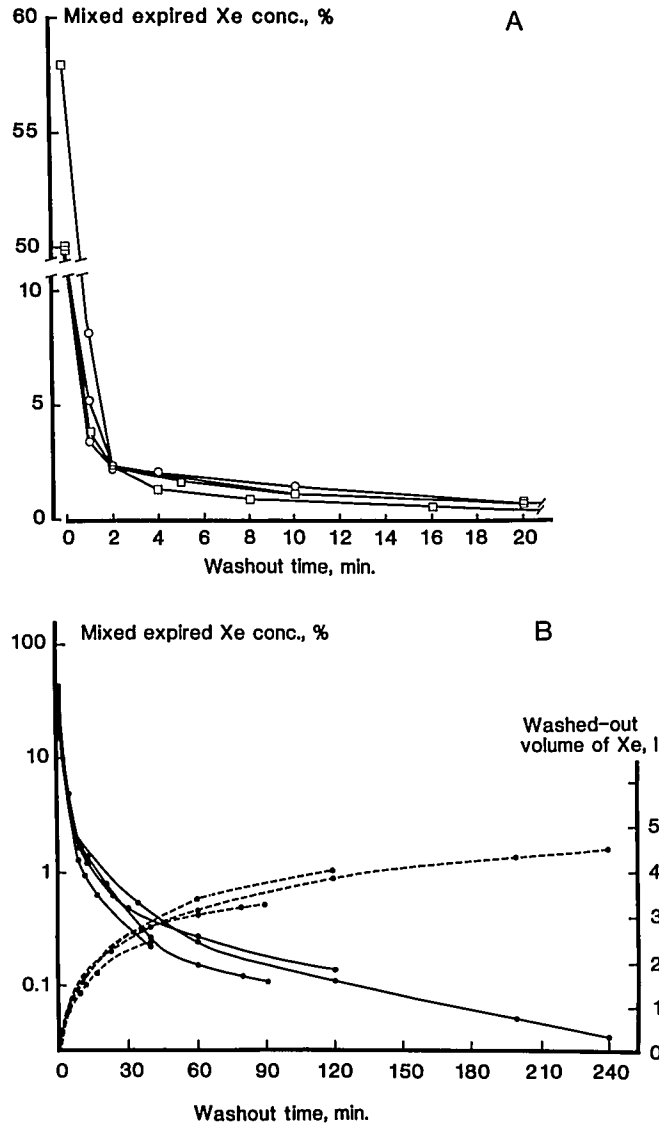 60
Mixed expired Xe conc., %
A
55
50
10
5
0
0 2 4 6 8 10 12 14 16 18 20
Washout time, min.
Mixed expired Xe conc., %
B
100
Washed-out
volume of Xe, l
10
5
1
4
3
2
0.1
1
0
0 30 60 90 120 150 180 210 240
Washout time, min.